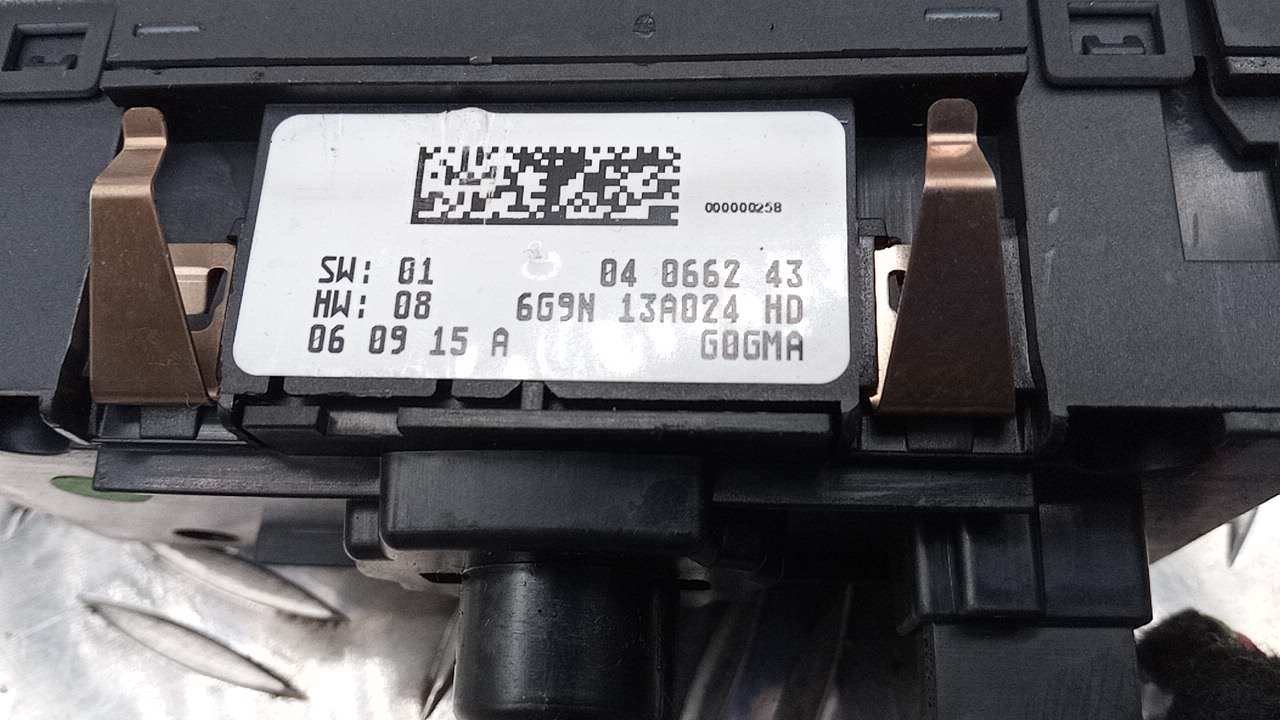 000000258
SW: 01 04 0662 43
HW: 08 6G9N 13A024 HD
06 09 15 A G0GMA